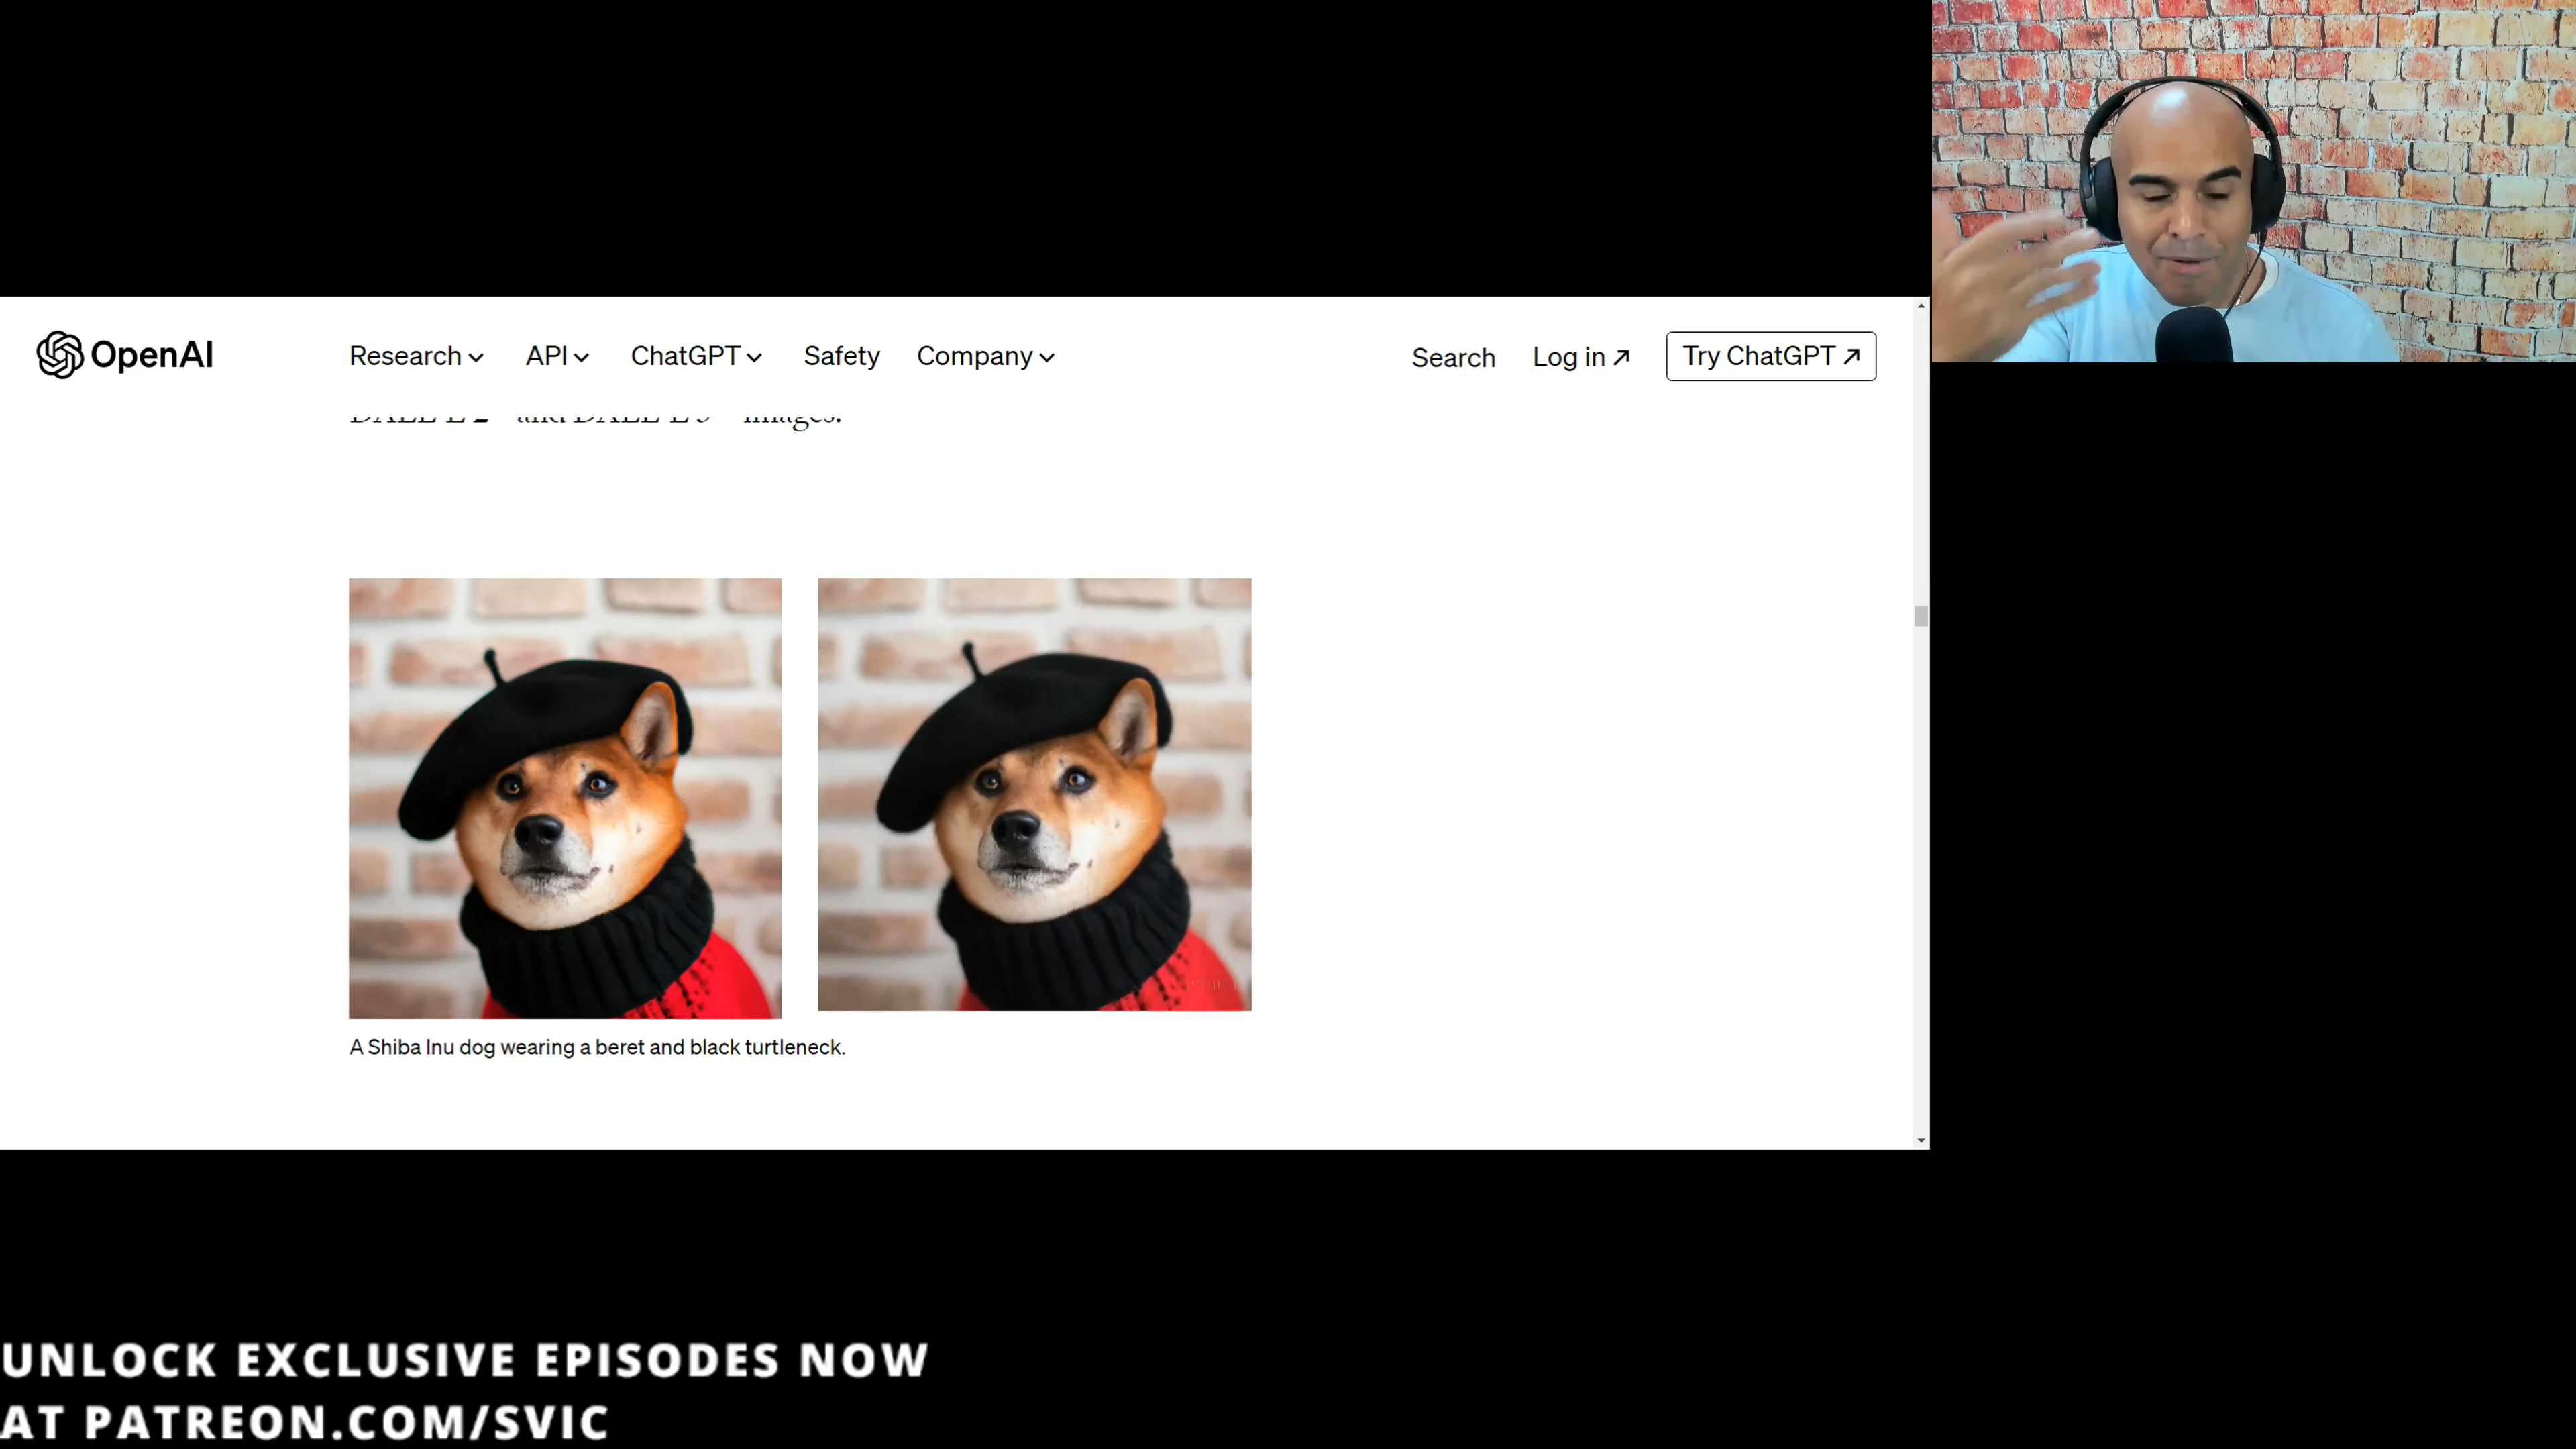 OpenAI
Research
API
ChatGPT
Safety
Company
Search
Log in ↗
Try ChatGPT ↗
images.
A Shiba Inu dog wearing a beret and black turtleneck.
UNLOCK EXCLUSIVE EPISODES NOW
AT PATREON.COM/SVIC